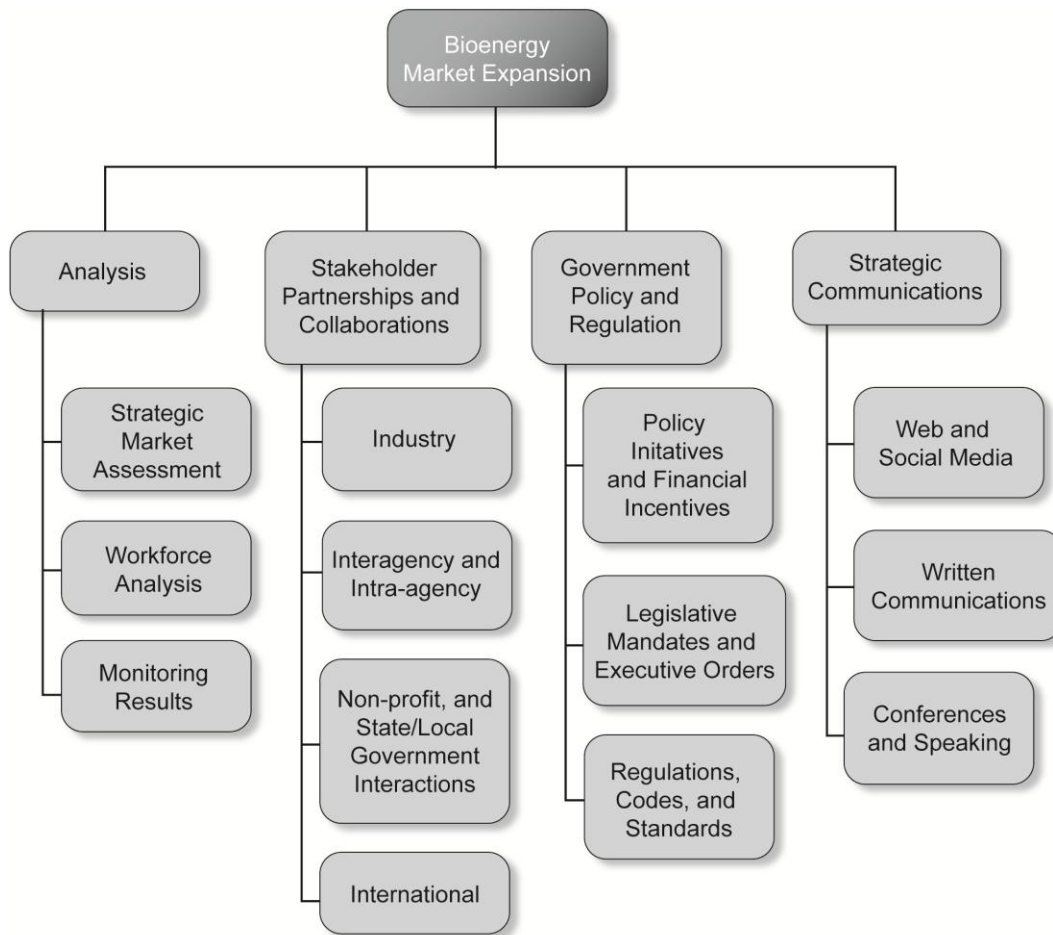 Bioenergy
Market Expansion
Analysis
Strategic
Market
Assessment
Workforce
Analysis
Monitoring
Results
Stakeholder
Partnerships and
Collaborations
Industry
Interagency and
Intra-agency
Non-profit, and
State/Local
Government
Interactions
International
Government
Policy and
Regulation
Policy
Initatives
and Financial
Incentives
Legislative
Mandates and
Executive Orders
Regulations,
Codes, and
Standards
Strategic
Communications
Web and
Social Media
Written
Communications
Conferences
and Speaking